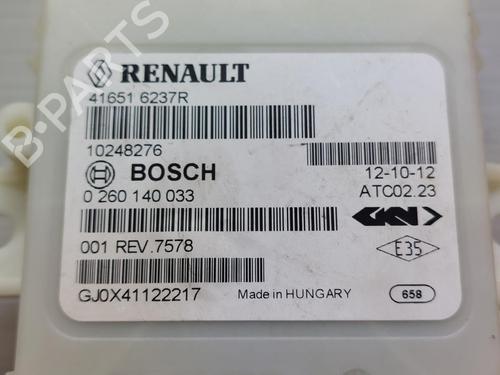 B-PARTS
RENAULT
41651 6237R
10248276
BOSCH
12-10-12
0 260 140 033
ATC02.23
GKN
001 REV.7578
E35
GJ0X41122217
Made in HUNGARY
658